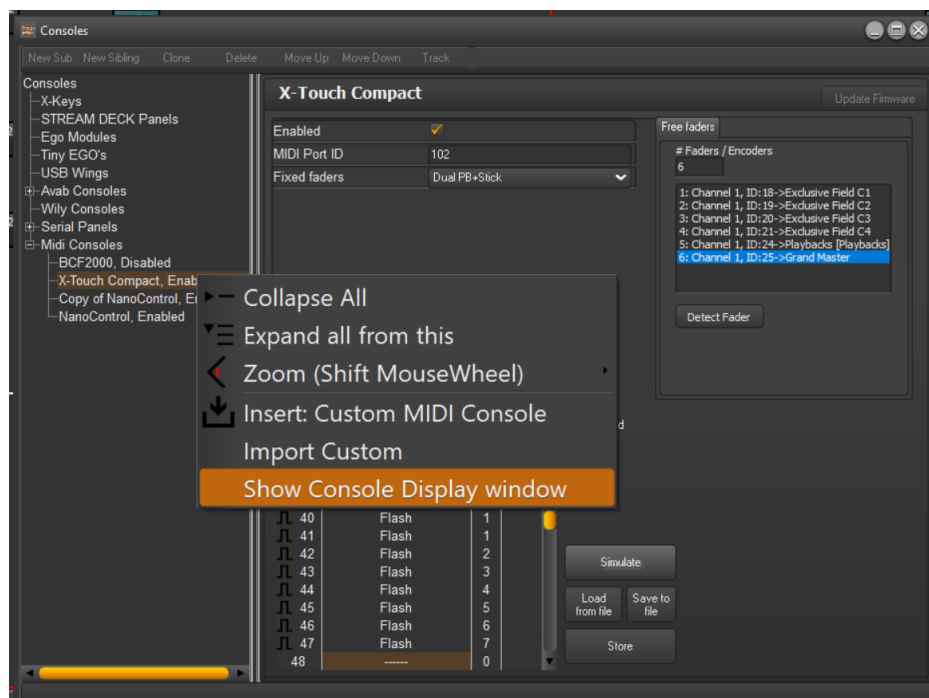 Consoles
New Sub New Sibling Clone Delete Move Up Move Down Track
Consoles
X-Keys
STREAM DECK Panels
Ego Modules
Tiny EGO's
USB Wings
Avab Consoles
Wily Consoles
Serial Panels
Midi Consoles
BCF2000, Disabled
X-Touch Compact, Enab
Copy of NanoControl, E
NanoControl, Enabled
X-Touch Compact
Update Firmware
Enabled
MIDI Port ID 102
Fixed faders Dual PB+Stick
Free faders
# Faders / Encoders
6
1: Channel 1, ID:18->Exclusive Field C1
2: Channel 1, ID:19->Exclusive Field C2
3: Channel 1, ID:20->Exclusive Field C3
4: Channel 1, ID:21->Exclusive Field C4
5: Channel 1, ID:24->Playbacks [Playbacks]
6: Channel 1, ID:25->Grand Master
Detect Fader
Collapse All
Expand all from this
Zoom (Shift MouseWheel)
Insert: Custom MIDI Console
Import Custom
Show Console Display window
d
40 Flash 1
41 Flash 1
42 Flash 2
43 Flash 3
44 Flash 4
45 Flash 5
46 Flash 6
47 Flash 7
48 ------ 0
Simulate
Load from file
Save to file
Store